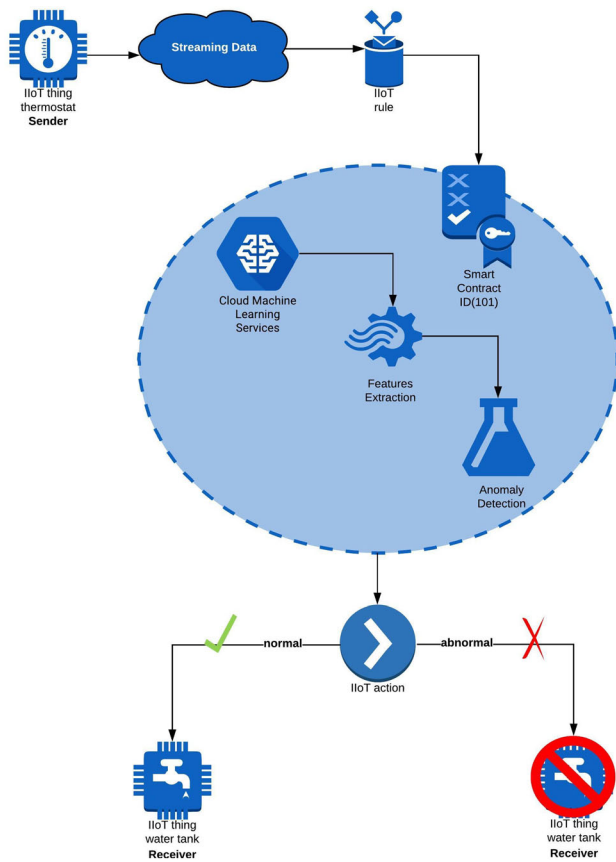 Streaming Data
IIoT thing
thermostat
Sender
IIoT
rule
Smart
Contract
ID(101)
Cloud Machine
Learning
Services
Features
Extraction
Anomaly
Detection
normal
abnormal
IIoT action
IIoT thing
water tank
Receiver
IIoT thing
water tank
Receiver